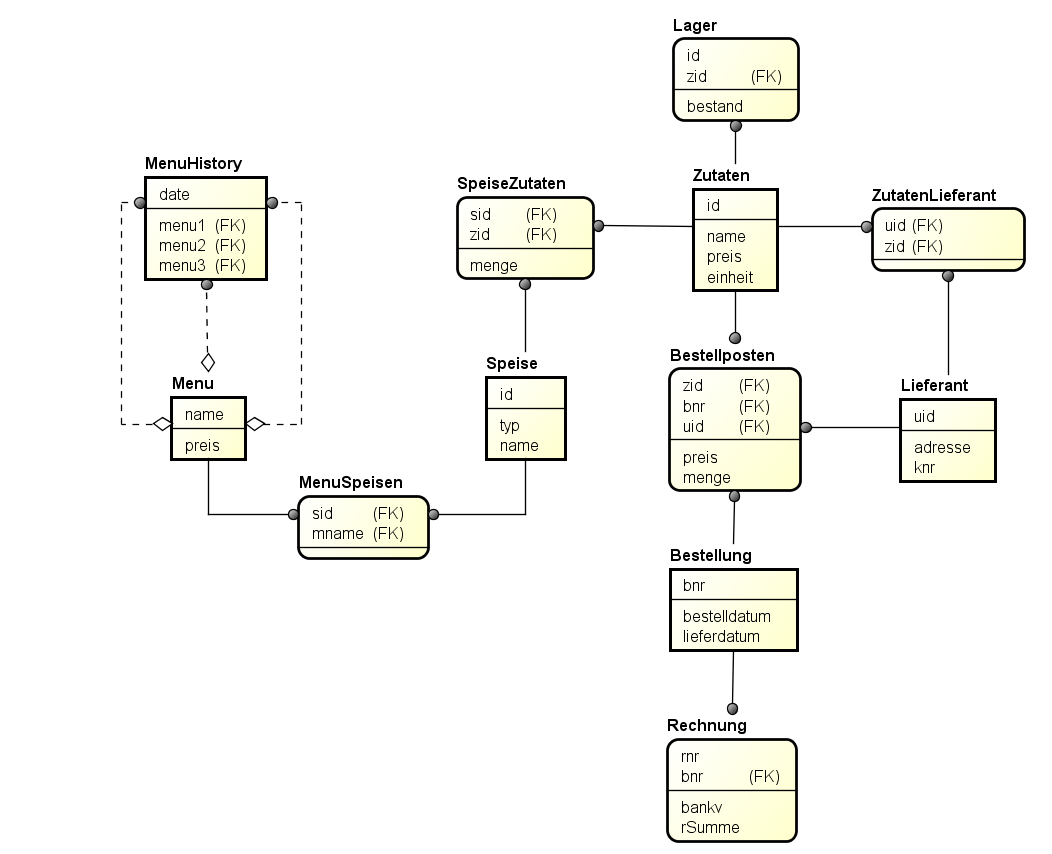 Lager
id
zid (FK)
bestand
MenuHistory
date
menu1 (FK)
menu2 (FK)
menu3 (FK)
SpeiseZutaten
sid (FK)
zid (FK)
menge
Zutaten
id
name
preis
einheit
ZutatenLieferant
uid (FK)
zid (FK)
Menu
name
preis
Speise
id
typ
name
Bestellposten
zid (FK)
bnr (FK)
uid (FK)
preis
menge
Lieferant
uid
adresse
knr
MenuSpeisen
sid (FK)
mname (FK)
Bestellung
bnr
bestelldatum
lieferdatum
Rechnung
rnr
bnr (FK)
bankv
rSumme